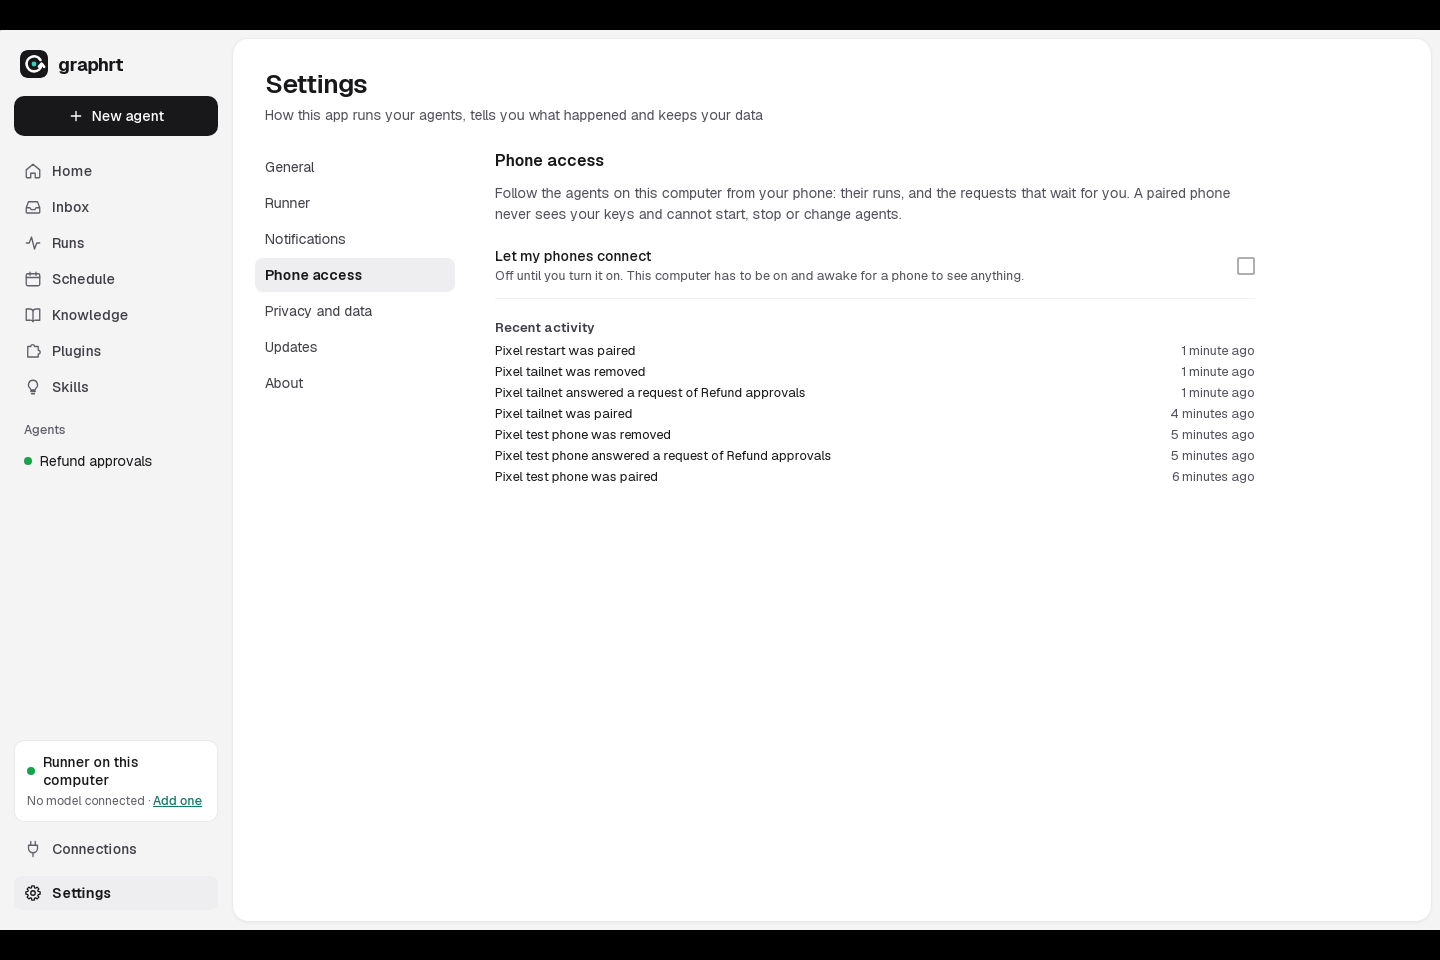 graphrt
New agent
Home
Inbox
Runs
Schedule
Knowledge
Plugins
Skills
Agents
Refund approvals
Runner on this
computer
No model connected · Add one
Connections
Settings
Settings
How this app runs your agents, tells you what happened and keeps your data
General
Runner
Notifications
Phone access
Privacy and data
Updates
About
Phone access
Follow the agents on this computer from your phone: their runs, and the requests that wait for you. A paired phone
never sees your keys and cannot start, stop or change agents.
Let my phones connect
Off until you turn it on. This computer has to be on and awake for a phone to see anything.
Recent activity
Pixel restart was paired 1 minute ago
Pixel tailnet was removed 1 minute ago
Pixel tailnet answered a request of Refund approvals 1 minute ago
Pixel tailnet was paired 4 minutes ago
Pixel test phone was removed 5 minutes ago
Pixel test phone answered a request of Refund approvals 5 minutes ago
Pixel test phone was paired 6 minutes ago